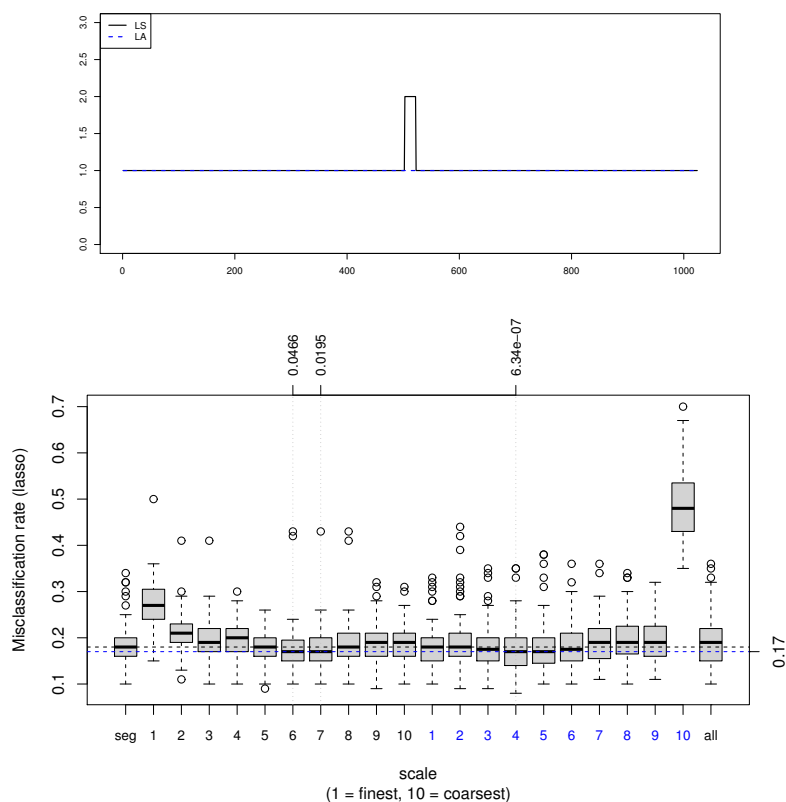 3.0
2.5
2.0
1.5
1.0
0.5
0.0
LS
LA
0 200 400 600 800 1000
0.0466
0.0195
6.34e-07
Misclassification rate (lasso)
0.7
0.6
0.5
0.4
0.3
0.2
0.1
0.17
seg 1 2 3 4 5 6 7 8 9 10 1 2 3 4 5 6 7 8 9 10 all
scale
(1 = finest, 10 = coarsest)